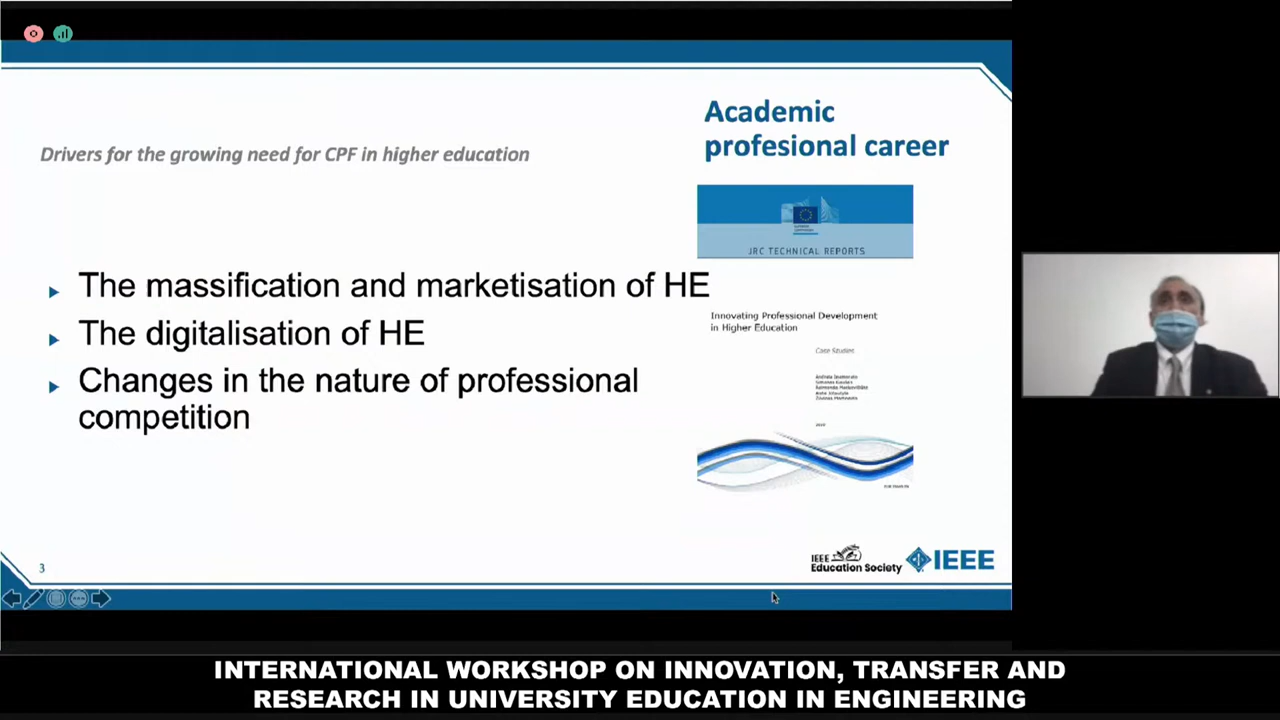 Academic
profesional career
Drivers for the growing need for CPF in higher education
JRC TECHNICAL REPORTS
The massification and marketisation of HE
The digitalisation of HE
Changes in the nature of professional
competition
Innovating Professional Development
in Higher Education
Case Studies
3
IEEE
Education Society
IEEE
INTERNATIONAL WORKSHOP ON INNOVATION, TRANSFER AND
RESEARCH IN UNIVERSITY EDUCATION IN ENGINEERING